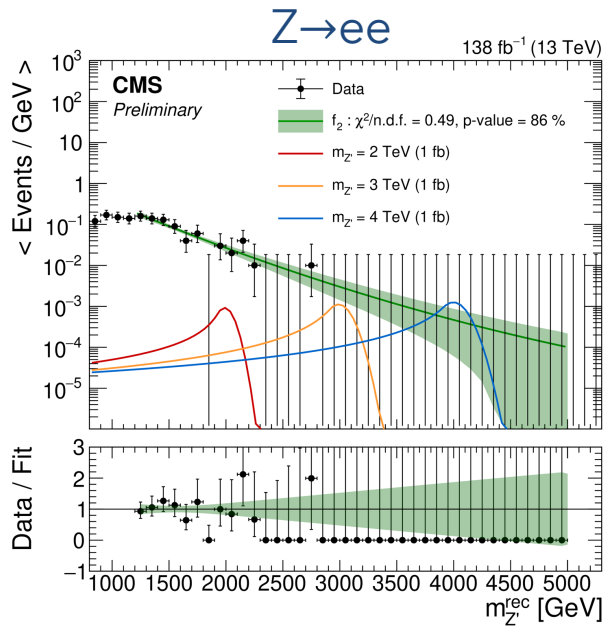 Z→ee
138 fb⁻¹ (13 TeV)
CMS
Preliminary
Data
f₂ : χ²/n.d.f. = 0.49, p-value = 86 %
m_Z' = 2 TeV (1 fb)
m_Z' = 3 TeV (1 fb)
m_Z' = 4 TeV (1 fb)
< Events / GeV >
10³
10²
10
1
10⁻¹
10⁻²
10⁻³
10⁻⁴
10⁻⁵
Data / Fit
3
2
1
0
−1
1000 1500 2000 2500 3000 3500 4000 4500 5000
m_Z'^rec [GeV]